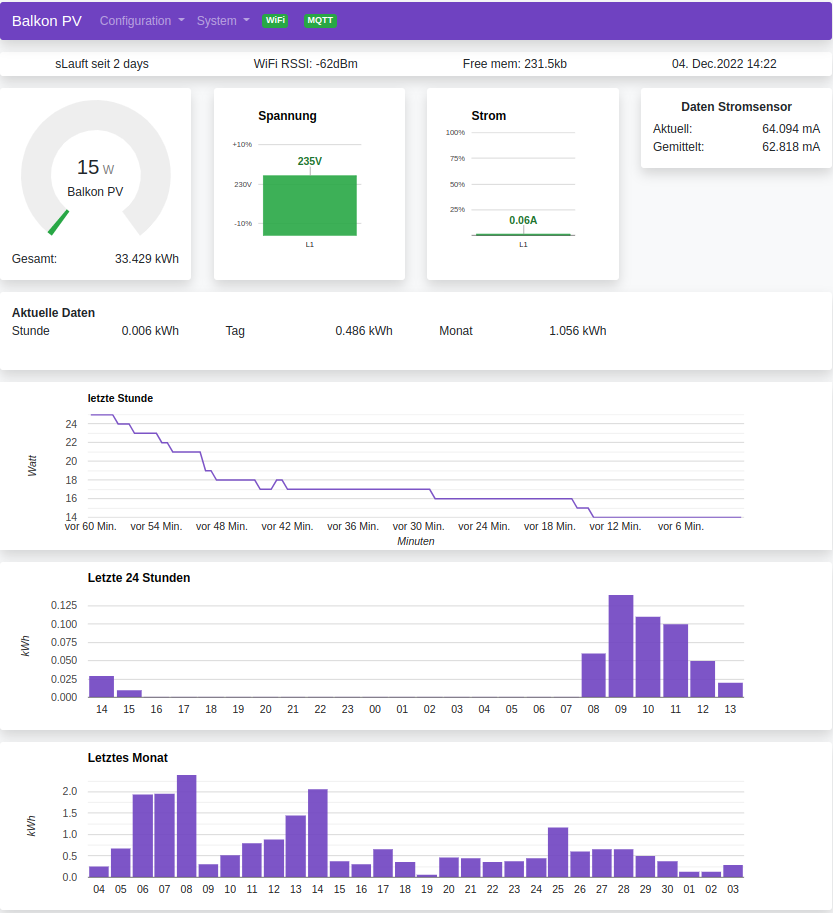 Balkon PV Configuration System WiFi MQTT
sLauft seit 2 days WiFi RSSI: -62dBm Free mem: 231.5kb 04. Dec.2022 14:22
15 W
Balkon PV
Gesamt: 33.429 kWh
Spannung
+10%
235V
230V
-10%
L1
Strom
100%
75%
50%
25%
0.06A
L1
Daten Stromsensor
Aktuell: 64.094 mA
Gemittelt: 62.818 mA
Aktuelle Daten
Stunde 0.006 kWh Tag 0.486 kWh Monat 1.056 kWh
letzte Stunde
24
22
20
18
16
14
Watt
vor 60 Min. vor 54 Min. vor 48 Min. vor 42 Min. vor 36 Min. vor 30 Min. vor 24 Min. vor 18 Min. vor 12 Min. vor 6 Min.
Minuten
Letzte 24 Stunden
0.125
0.100
0.075
0.050
0.025
0.000
kWh
14 15 16 17 18 19 20 21 22 23 00 01 02 03 04 05 06 07 08 09 10 11 12 13
Letztes Monat
2.0
1.5
1.0
0.5
0.0
kWh
04 05 06 07 08 09 10 11 12 13 14 15 16 17 18 19 20 21 22 23 24 25 26 27 28 29 30 01 02 03